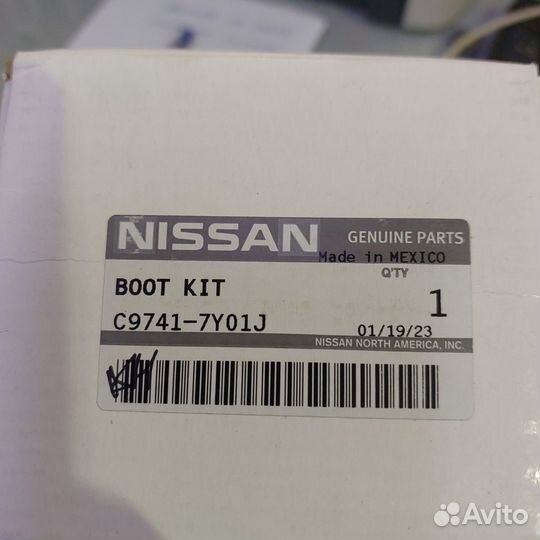 NISSAN GENUINE PARTS
Made in MEXICO
Q'TY
BOOT KIT 1
C9741-7Y01J 01/19/23
NISSAN NORTH AMERICA, INC.
Avito